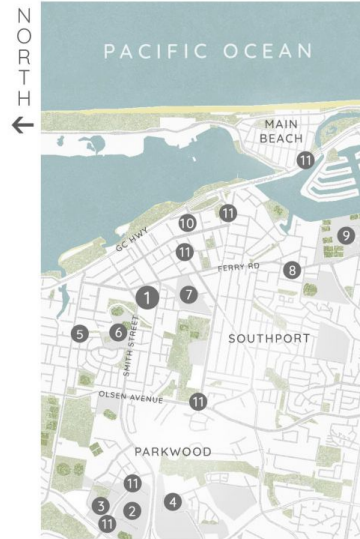 NORTH
PACIFIC OCEAN
MAIN
BEACH
11
11
10
GC HWY
11
9
FERRY RD
8
1
7
5
6
SMITH STREET
SOUTHPORT
OLSEN AVENUE
11
PARKWOOD
11
3
2
4
11